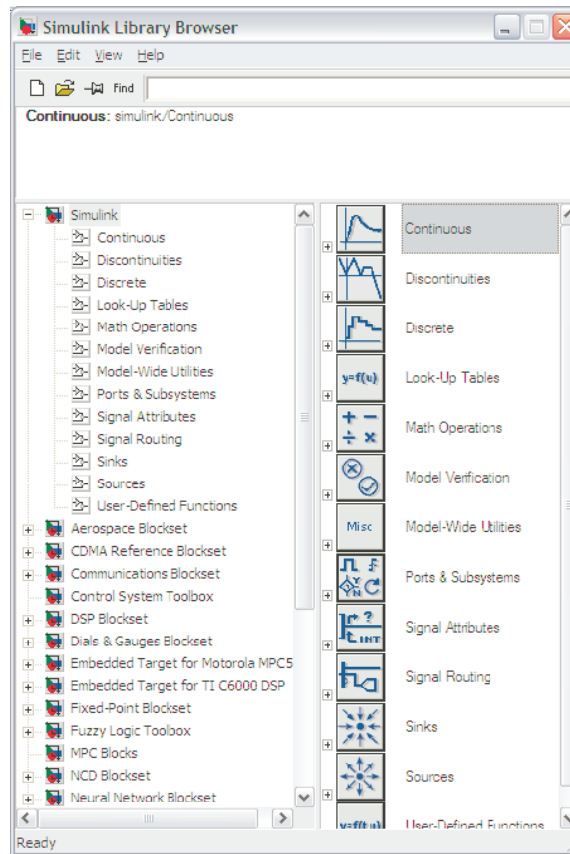 Simulink Library Browser
File Edit View Help
Find
Continuous: simulink/Continuous
Simulink
Continuous
Discontinuities
Discrete
Look-Up Tables
Math Operations
Model Verification
Model-Wide Utilities
Ports & Subsystems
Signal Attributes
Signal Routing
Sinks
Sources
User-Defined Functions
Aerospace Blockset
CDMA Reference Blockset
Communications Blockset
Control System Toolbox
DSP Blockset
Dials & Gauges Blockset
Embedded Target for Motorola MPC5
Embedded Target for TI C6000 DSP
Fixed-Point Blockset
Fuzzy Logic Toolbox
MPC Blocks
NCD Blockset
Neural Network Blockset
Continuous
Discontinuities
Discrete
y=f(u) Look-Up Tables
+ −
÷ × Math Operations
Model Verification
Misc Model-Wide Utilities
Y
N Ports & Subsystems
?
INT Signal Attributes
Signal Routing
Sinks
Sources
y=f(u) User-Defined Functions
Ready